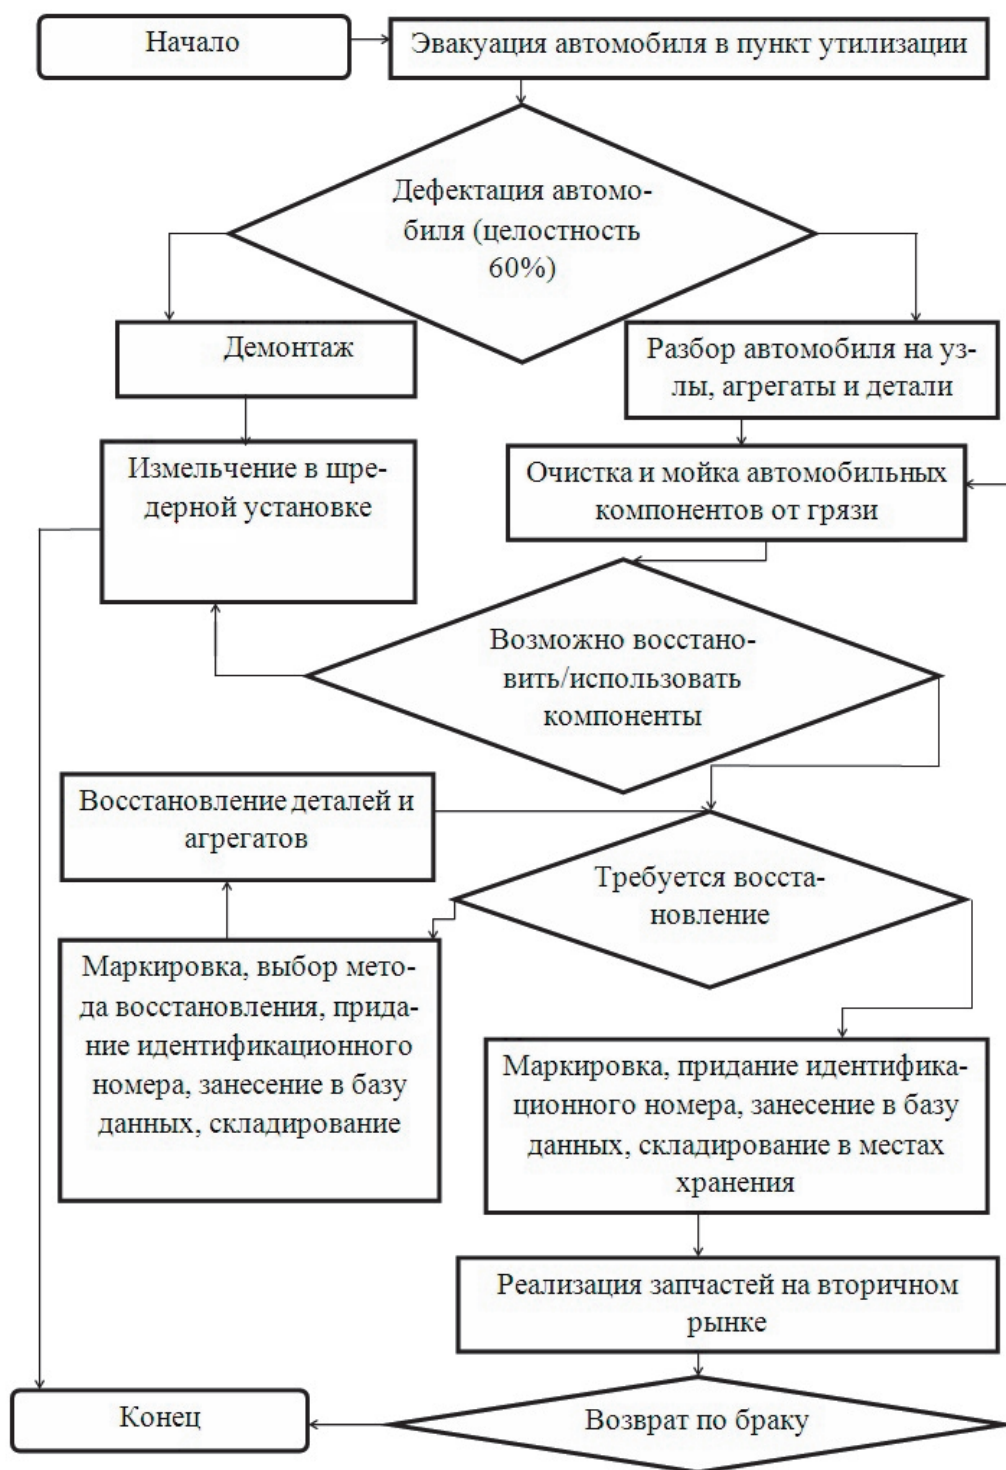 Начало
Эвакуация автомобиля в пункт утилизации
Дефектация автомо-
биля (целостность
60%)
Демонтаж
Разбор автомобиля на уз-
лы, агрегаты и детали
Измельчение в шре-
дерной установке
Очистка и мойка автомобильных
компонентов от грязи
Возможно восстано-
вить/использовать
компоненты
Восстановление деталей и
агрегатов
Требуется восста-
новление
Маркировка, выбор мето-
да восстановления, прида-
ние идентификационного
номера, занесение в базу
данных, складирование
Маркировка, придание идентифика-
ционного номера, занесение в базу
данных, складирование в местах
хранения
Реализация запчастей на вторичном
рынке
Конец
Возврат по браку